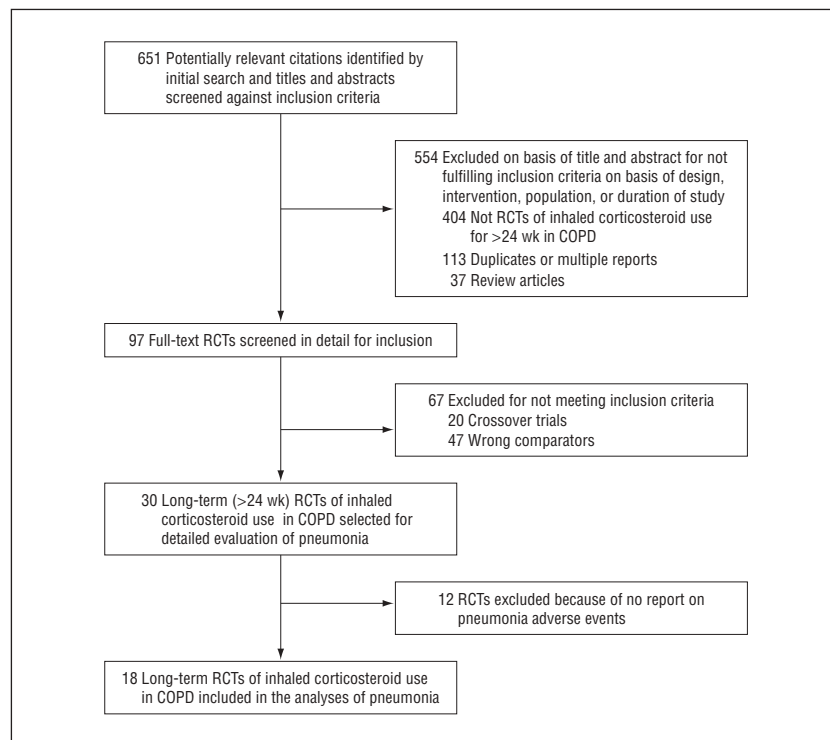 651 Potentially relevant citations identified by
initial search and titles and abstracts
screened against inclusion criteria
554 Excluded on basis of title and abstract for not
fulfilling inclusion criteria on basis of design,
intervention, population, or duration of study
404 Not RCTs of inhaled corticosteroid use
for >24 wk in COPD
113 Duplicates or multiple reports
37 Review articles
97 Full-text RCTs screened in detail for inclusion
67 Excluded for not meeting inclusion criteria
20 Crossover trials
47 Wrong comparators
30 Long-term (>24 wk) RCTs of inhaled
corticosteroid use in COPD selected for
detailed evaluation of pneumonia
12 RCTs excluded because of no report on
pneumonia adverse events
18 Long-term RCTs of inhaled corticosteroid use
in COPD included in the analyses of pneumonia